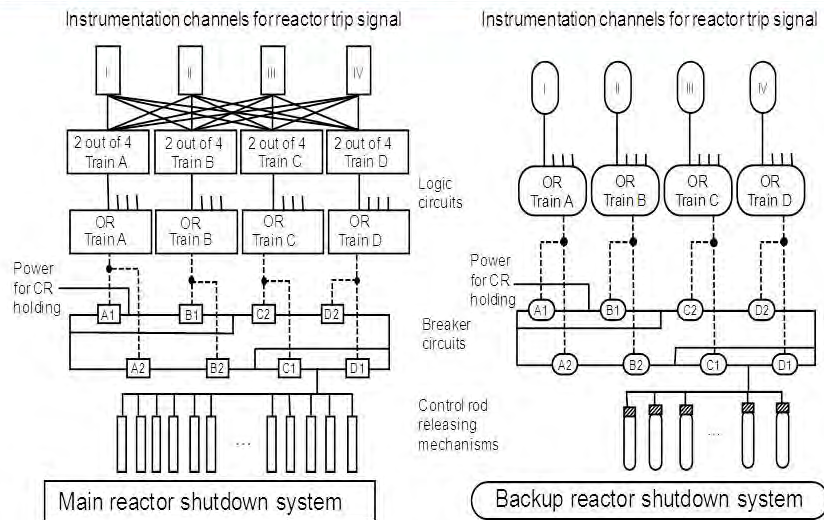 Instrumentation channels for reactor trip signal
I II III IV
2 out of 4 2 out of 4 2 out of 4 2 out of 4
Train A Train B Train C Train D
OR OR OR OR
Train A Train B Train C Train D
Power
for CR
holding
A1 B1 C2 D2
A2 B2 C1 D1
...
Main reactor shutdown system
Logic
circuits
Breaker
circuits
Control rod
releasing
mechanisms
Instrumentation channels for reactor trip signal
I II III IV
OR OR OR OR
Train A Train B Train C Train D
Power
for CR
holding
A1 B1 C2 D2
A2 B2 C1 D1
...
Backup reactor shutdown system